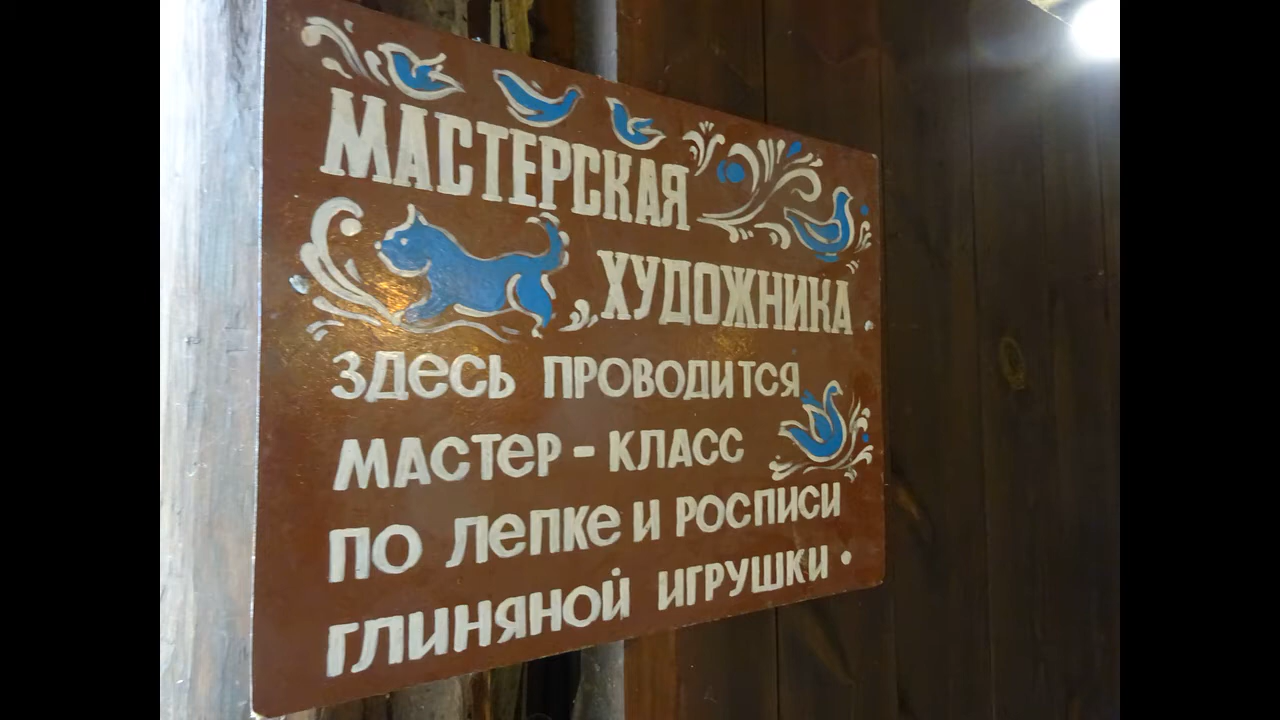 МАСТЕРСКАЯ
ХУДОЖНИКА
ЗДЕСЬ ПРОВОДИТСЯ
МАСТЕР - КЛАСС
ПО ЛЕПКЕ И РОСПИСИ
ГЛИНЯНОЙ ИГРУШКИ.